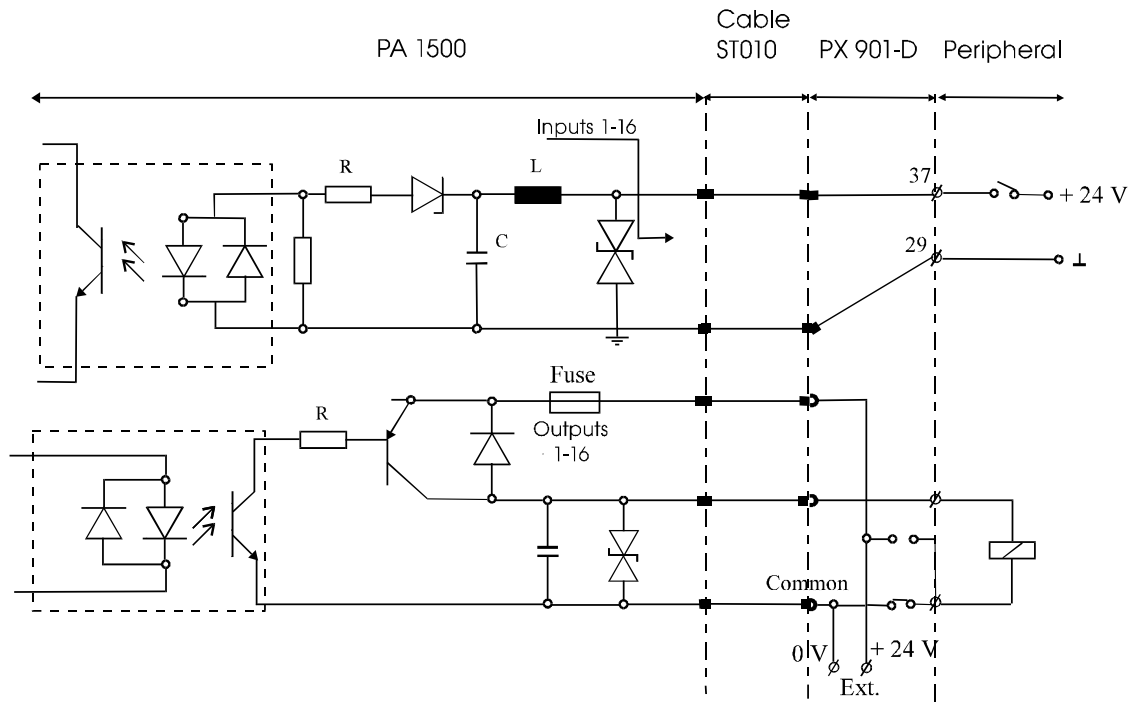 Cable
PA 1500 ST010 PX 901-D Peripheral
Inputs 1-16
R L 37
+ 24 V
C 29
Fuse
R Outputs
1-16
Common
0 V + 24 V
Ext.